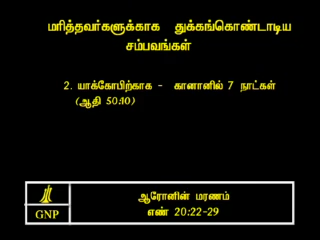 மரித்தவர்களுக்காக துக்கங்கொண்டாடிய
சம்பவங்கள்
2. யாக்கோபிற்காக - கானானில் 7 நாட்கள்
(ஆதி 50:10)
ஆரோனின் மரணம்
எண் 20:22-29
GNP